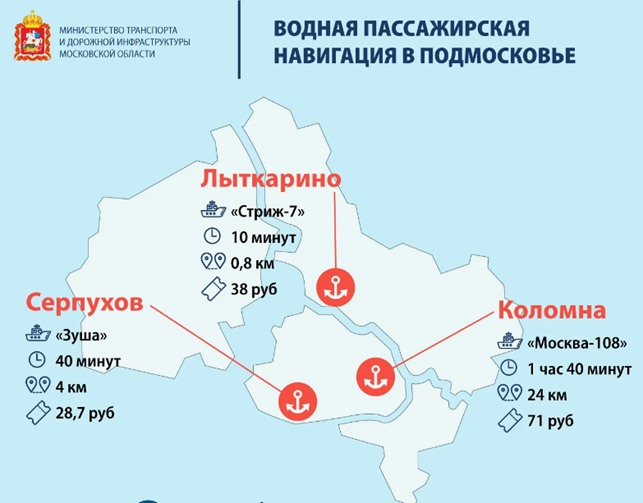 МИНИСТЕРСТВО ТРАНСПОРТА
И ДОРОЖНОЙ ИНФРАСТРУКТУРЫ
МОСКОВСКОЙ ОБЛАСТИ
ВОДНАЯ ПАССАЖИРСКАЯ
НАВИГАЦИЯ В ПОДМОСКОВЬЕ
Лыткарино
«Стриж-7»
10 минут
0,8 км
38 руб
Серпухов
«Зуша»
40 минут
4 км
28,7 руб
Коломна
«Москва-108»
1 час 40 минут
24 км
71 руб